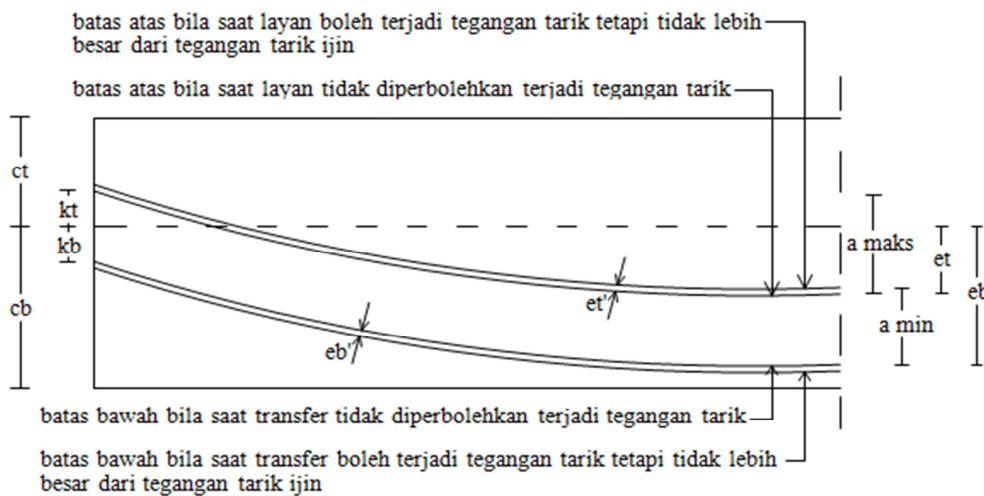 batas atas bila saat layan boleh terjadi tegangan tarik tetapi tidak lebih
besar dari tegangan tarik ijin
batas atas bila saat layan tidak diperbolehkan terjadi tegangan tarik
ct
kt
kb
cb
a maks
et
eb
a min
et'
eb'
batas bawah bila saat transfer tidak diperbolehkan terjadi tegangan tarik
batas bawah bila saat transfer boleh terjadi tegangan tarik tetapi tidak lebih
besar dari tegangan tarik ijin